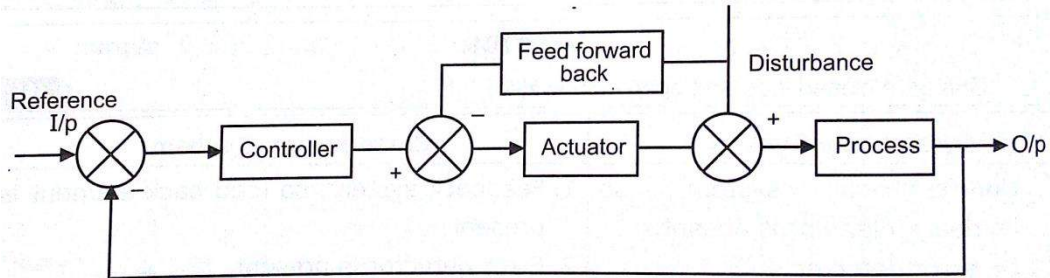 Feed forward
back
Disturbance
Reference
I/p
−
+
Controller
+
−
Actuator
Process
O/p
−